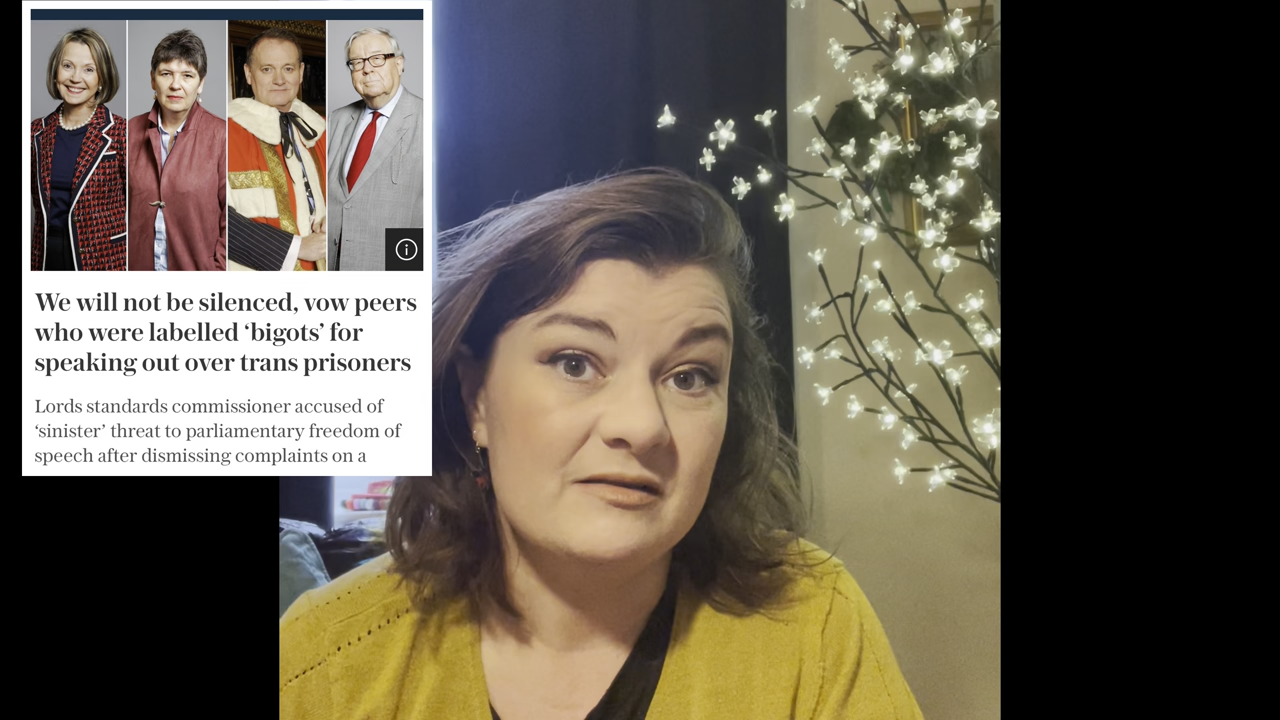 We will not be silenced, vow peers
who were labelled ‘bigots’ for
speaking out over trans prisoners
Lords standards commissioner accused of
‘sinister’ threat to parliamentary freedom of
speech after dismissing complaints on a